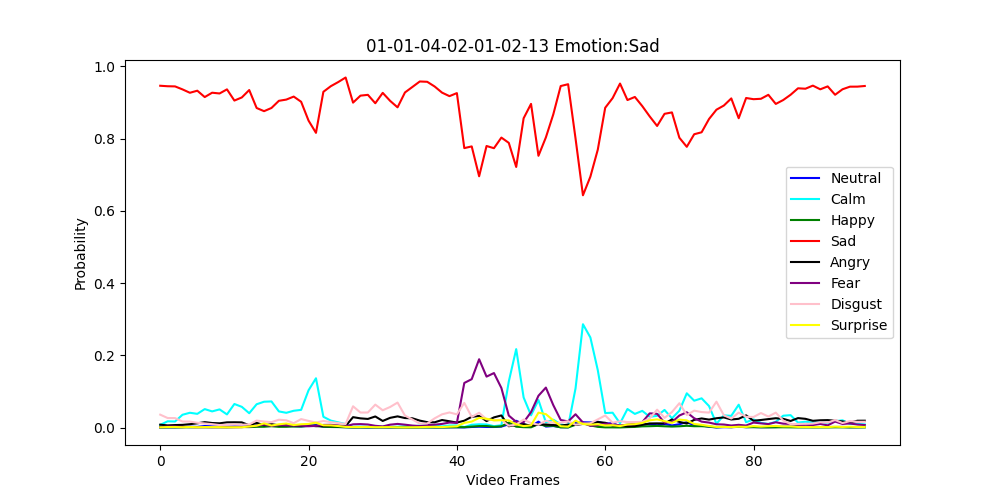 01-01-04-02-01-02-13 Emotion:Sad
1.0
0.8
0.6
0.4
0.2
0.0
Probability
0 20 40 60 80
Video Frames
Neutral
Calm
Happy
Sad
Angry
Fear
Disgust
Surprise